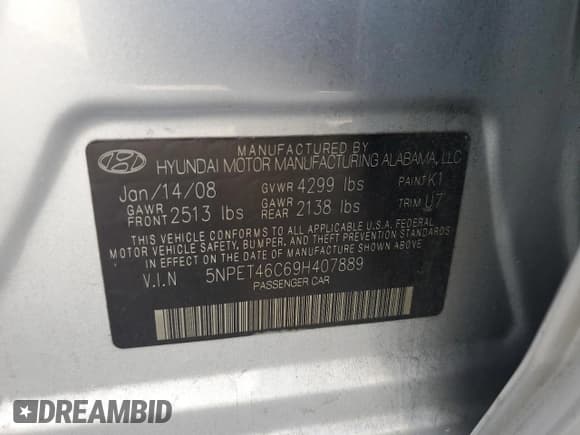 MANUFACTURED BY
HYUNDAI MOTOR MANUFACTURING ALABAMA, LLC
Jan/14/08 GVWR 4299 lbs PAINT K1
GAWR FRONT 2513 lbs GAWR REAR 2138 lbs TRIM U7
THIS VEHICLE CONFORMS TO ALL APPLICABLE U.S.A. FEDERAL
MOTOR VEHICLE SAFETY, BUMPER, AND THEFT PREVENTION STANDARDS
IN EFFECT ON THE DATE OF MANUFACTURE SHOWN ABOVE.
V.I.N 5NPET46C69H407889
PASSENGER CAR
DREAMBID